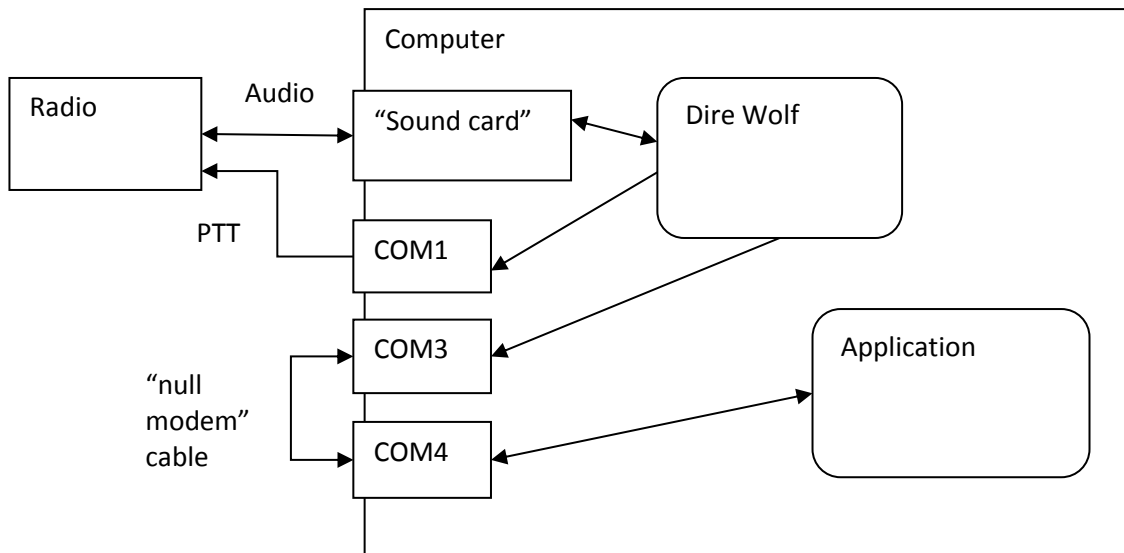 Computer
Radio
Audio
“Sound card”
Dire Wolf
PTT
COM1
COM3
Application
“null
modem”
cable
COM4